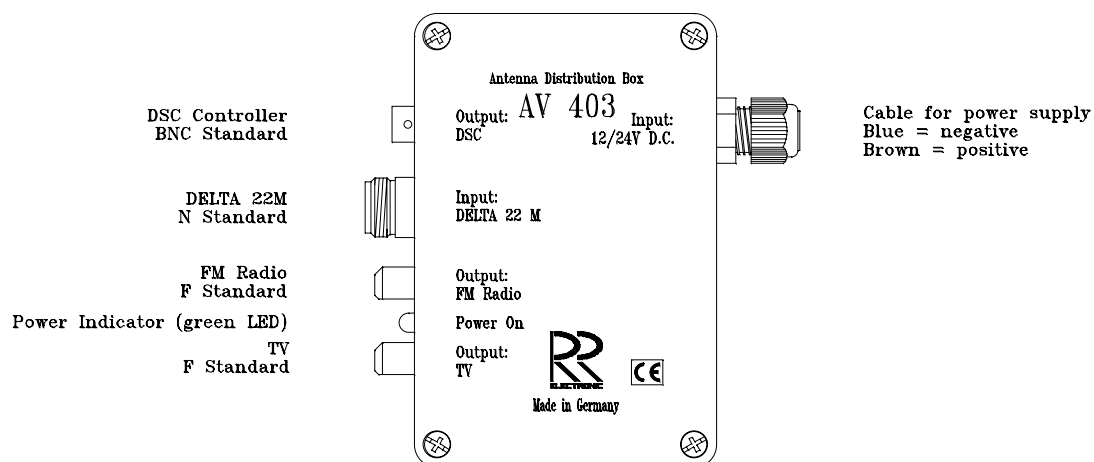 Antenna Distribution Box
AV 403
DSC Controller
BNC Standard
Output:
DSC
Input:
12/24V D.C.
Cable for power supply
Blue = negative
Brown = positive
DELTA 22M
N Standard
Input:
DELTA 22 M
FM Radio
F Standard
Output:
FM Radio
Power Indicator (green LED)
Power On
TV
F Standard
Output:
TV
RR
ELECTRONIC
CE
Made in Germany